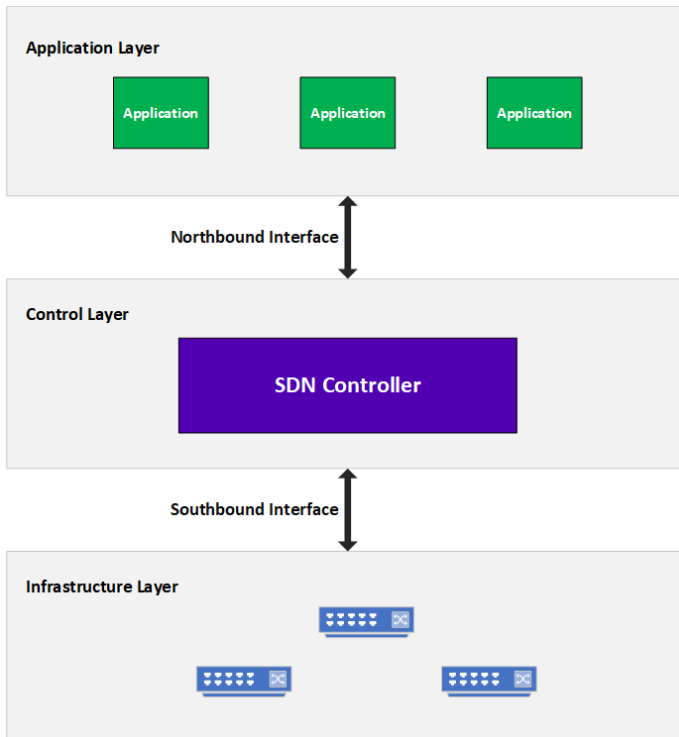 Application Layer
Application
Application
Application
Northbound Interface
Control Layer
SDN Controller
Southbound Interface
Infrastructure Layer